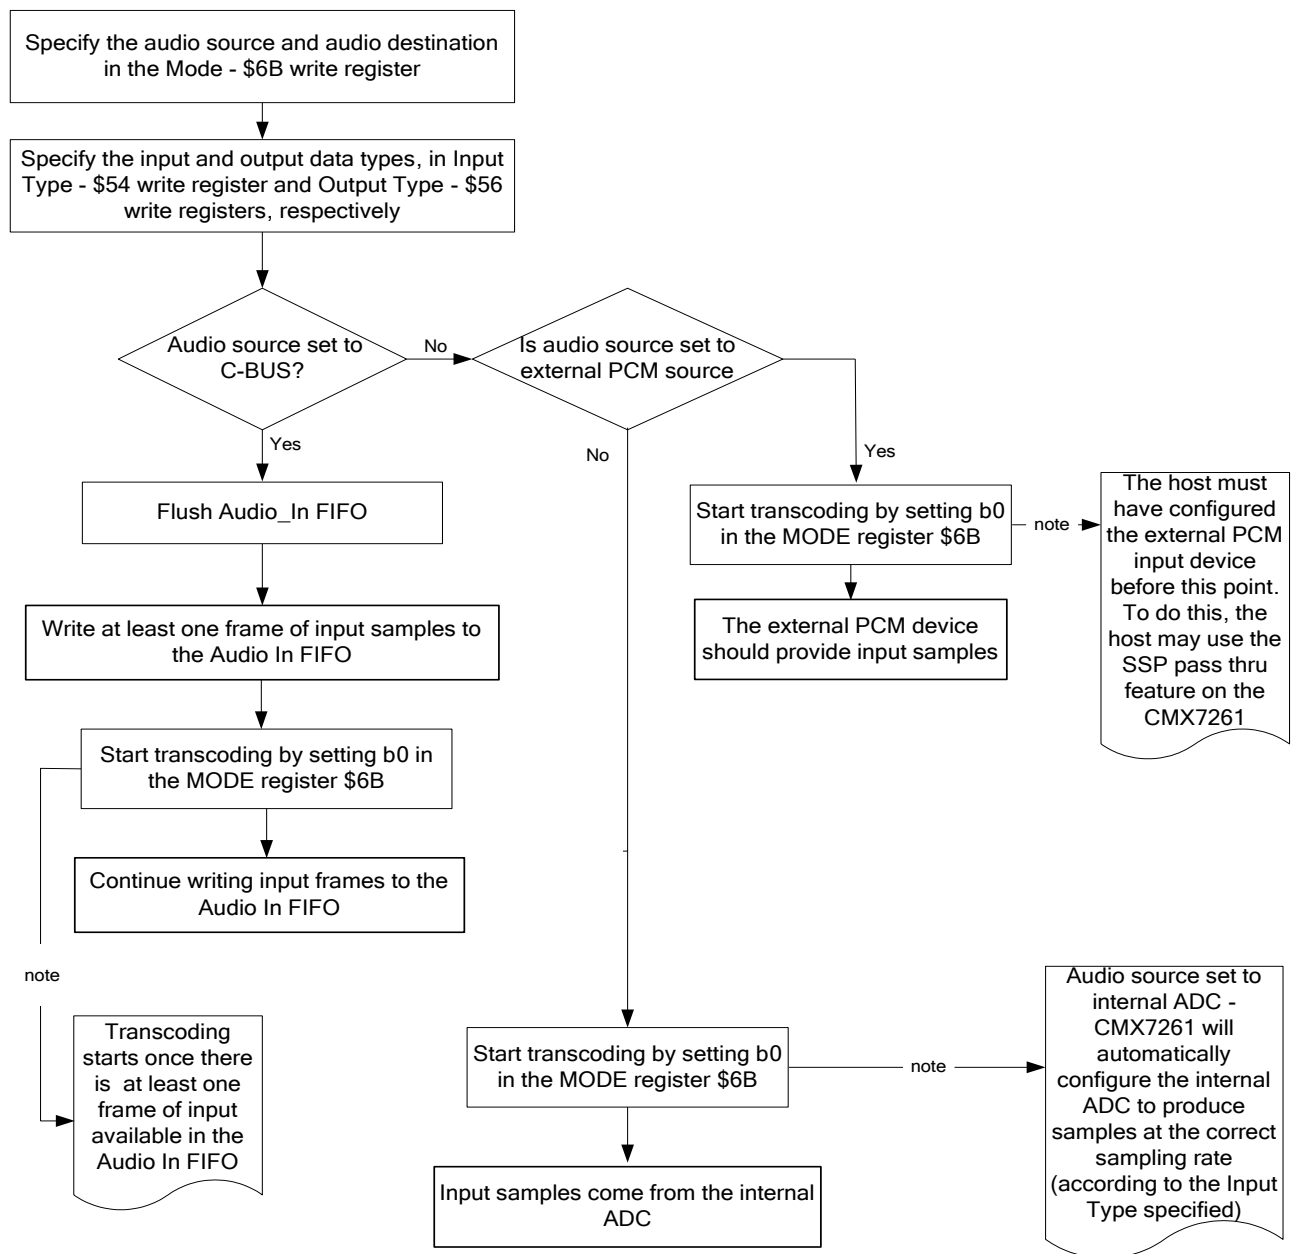 Specify the audio source and audio destination
in the Mode - $6B write register
Specify the input and output data types, in Input
Type - $54 write register and Output Type - $56
write registers, respectively
Audio source set to
C-BUS?
No
Is audio source set to
external PCM source
Yes
No
Yes
Flush Audio_In FIFO
Start transcoding by setting b0
in the MODE register $6B
note
The host must
have configured
the external PCM
input device
before this point.
To do this, the
host may use the
SSP pass thru
feature on the
CMX7261
Write at least one frame of input samples to
the Audio In FIFO
The external PCM device
should provide input samples
Start transcoding by setting b0 in
the MODE register $6B
Continue writing input frames to the
Audio In FIFO
note
Transcoding
starts once there
is at least one
frame of input
available in the
Audio In FIFO
Start transcoding by setting b0
in the MODE register $6B
note
Audio source set to
internal ADC -
CMX7261 will
automatically
configure the internal
ADC to produce
samples at the correct
sampling rate
(according to the Input
Type specified)
Input samples come from the internal
ADC